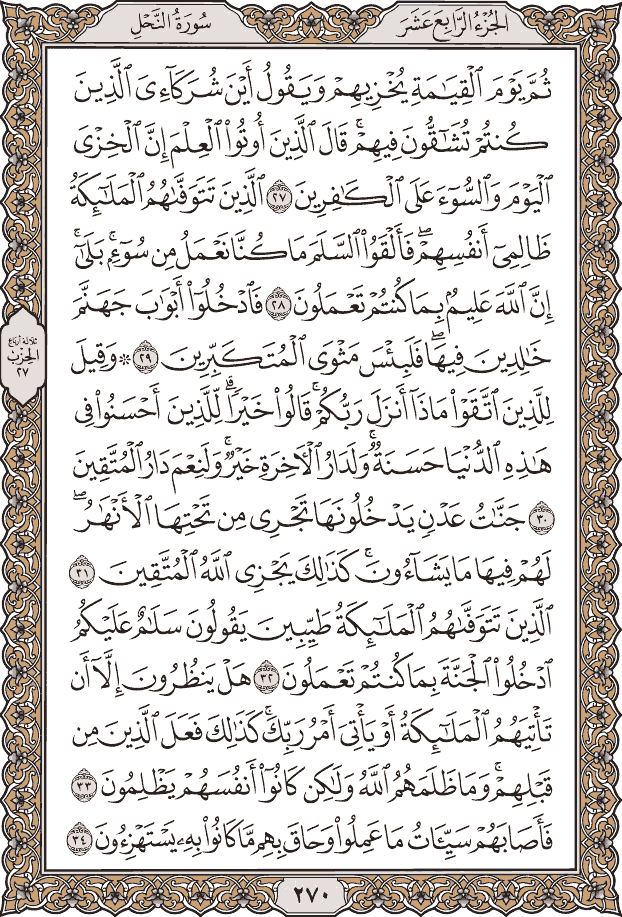 الجُزْءُ الرَّابِعَ عَشَرَ
سُورَةُ النَّحْلِ
ثُمَّ يَوْمَ ٱلْقِيَٰمَةِ يُخْزِيهِمْ وَيَقُولُ أَيْنَ شُرَكَآءِىَ ٱلَّذِينَ
كُنتُمْ تُشَٰٓقُّونَ فِيهِمْ ۚ قَالَ ٱلَّذِينَ أُوتُوا۟ ٱلْعِلْمَ إِنَّ ٱلْخِزْىَ
ٱلْيَوْمَ وَٱلسُّوٓءَ عَلَى ٱلْكَٰفِرِينَ ٢٧ ٱلَّذِينَ تَتَوَفَّىٰهُمُ ٱلْمَلَٰٓئِكَةُ
ظَالِمِىٓ أَنفُسِهِمْ ۖ فَأَلْقَوُا۟ ٱلسَّلَمَ مَا كُنَّا نَعْمَلُ مِن سُوٓءٍۭ ۚ بَلَىٰٓ
إِنَّ ٱللَّهَ عَلِيمٌۢ بِمَا كُنتُمْ تَعْمَلُونَ ٢٨ فَٱدْخُلُوٓا۟ أَبْوَٰبَ جَهَنَّمَ
خَٰلِدِينَ فِيهَا ۖ فَلَبِئْسَ مَثْوَى ٱلْمُتَكَبِّرِينَ ٢٩ ۞ وَقِيلَ
لِلَّذِينَ ٱتَّقَوْا۟ مَاذَآ أَنزَلَ رَبُّكُمْ ۚ قَالُوا۟ خَيْرًا ۗ لِّلَّذِينَ أَحْسَنُوا۟ فِى
هَٰذِهِ ٱلدُّنْيَا حَسَنَةٌ ۚ وَلَدَارُ ٱلْءَاخِرَةِ خَيْرٌ ۚ وَلَنِعْمَ دَارُ ٱلْمُتَّقِينَ
٣٠ جَنَّٰتُ عَدْنٍ يَدْخُلُونَهَا تَجْرِى مِن تَحْتِهَا ٱلْأَنْهَٰرُ ۖ
لَهُمْ فِيهَا مَا يَشَآءُونَ ۚ كَذَٰلِكَ يَجْزِى ٱللَّهُ ٱلْمُتَّقِينَ ٣١
ٱلَّذِينَ تَتَوَفَّىٰهُمُ ٱلْمَلَٰٓئِكَةُ طَيِّبِينَ ۙ يَقُولُونَ سَلَٰمٌ عَلَيْكُمُ
ٱدْخُلُوا۟ ٱلْجَنَّةَ بِمَا كُنتُمْ تَعْمَلُونَ ٣٢ هَلْ يَنظُرُونَ إِلَّآ أَن
تَأْتِيَهُمُ ٱلْمَلَٰٓئِكَةُ أَوْ يَأْتِىَ أَمْرُ رَبِّكَ ۚ كَذَٰلِكَ فَعَلَ ٱلَّذِينَ مِن
قَبْلِهِمْ ۚ وَمَا ظَلَمَهُمُ ٱللَّهُ وَلَٰكِن كَانُوٓا۟ أَنفُسَهُمْ يَظْلِمُونَ ٣٣
فَأَصَابَهُمْ سَيِّـَٔاتُ مَا عَمِلُوا۟ وَحَاقَ بِهِم مَّا كَانُوا۟ بِهِۦ يَسْتَهْزِءُونَ ٣٤
ثلاثة أرباع
الحزب
٢٧
٢٧٠